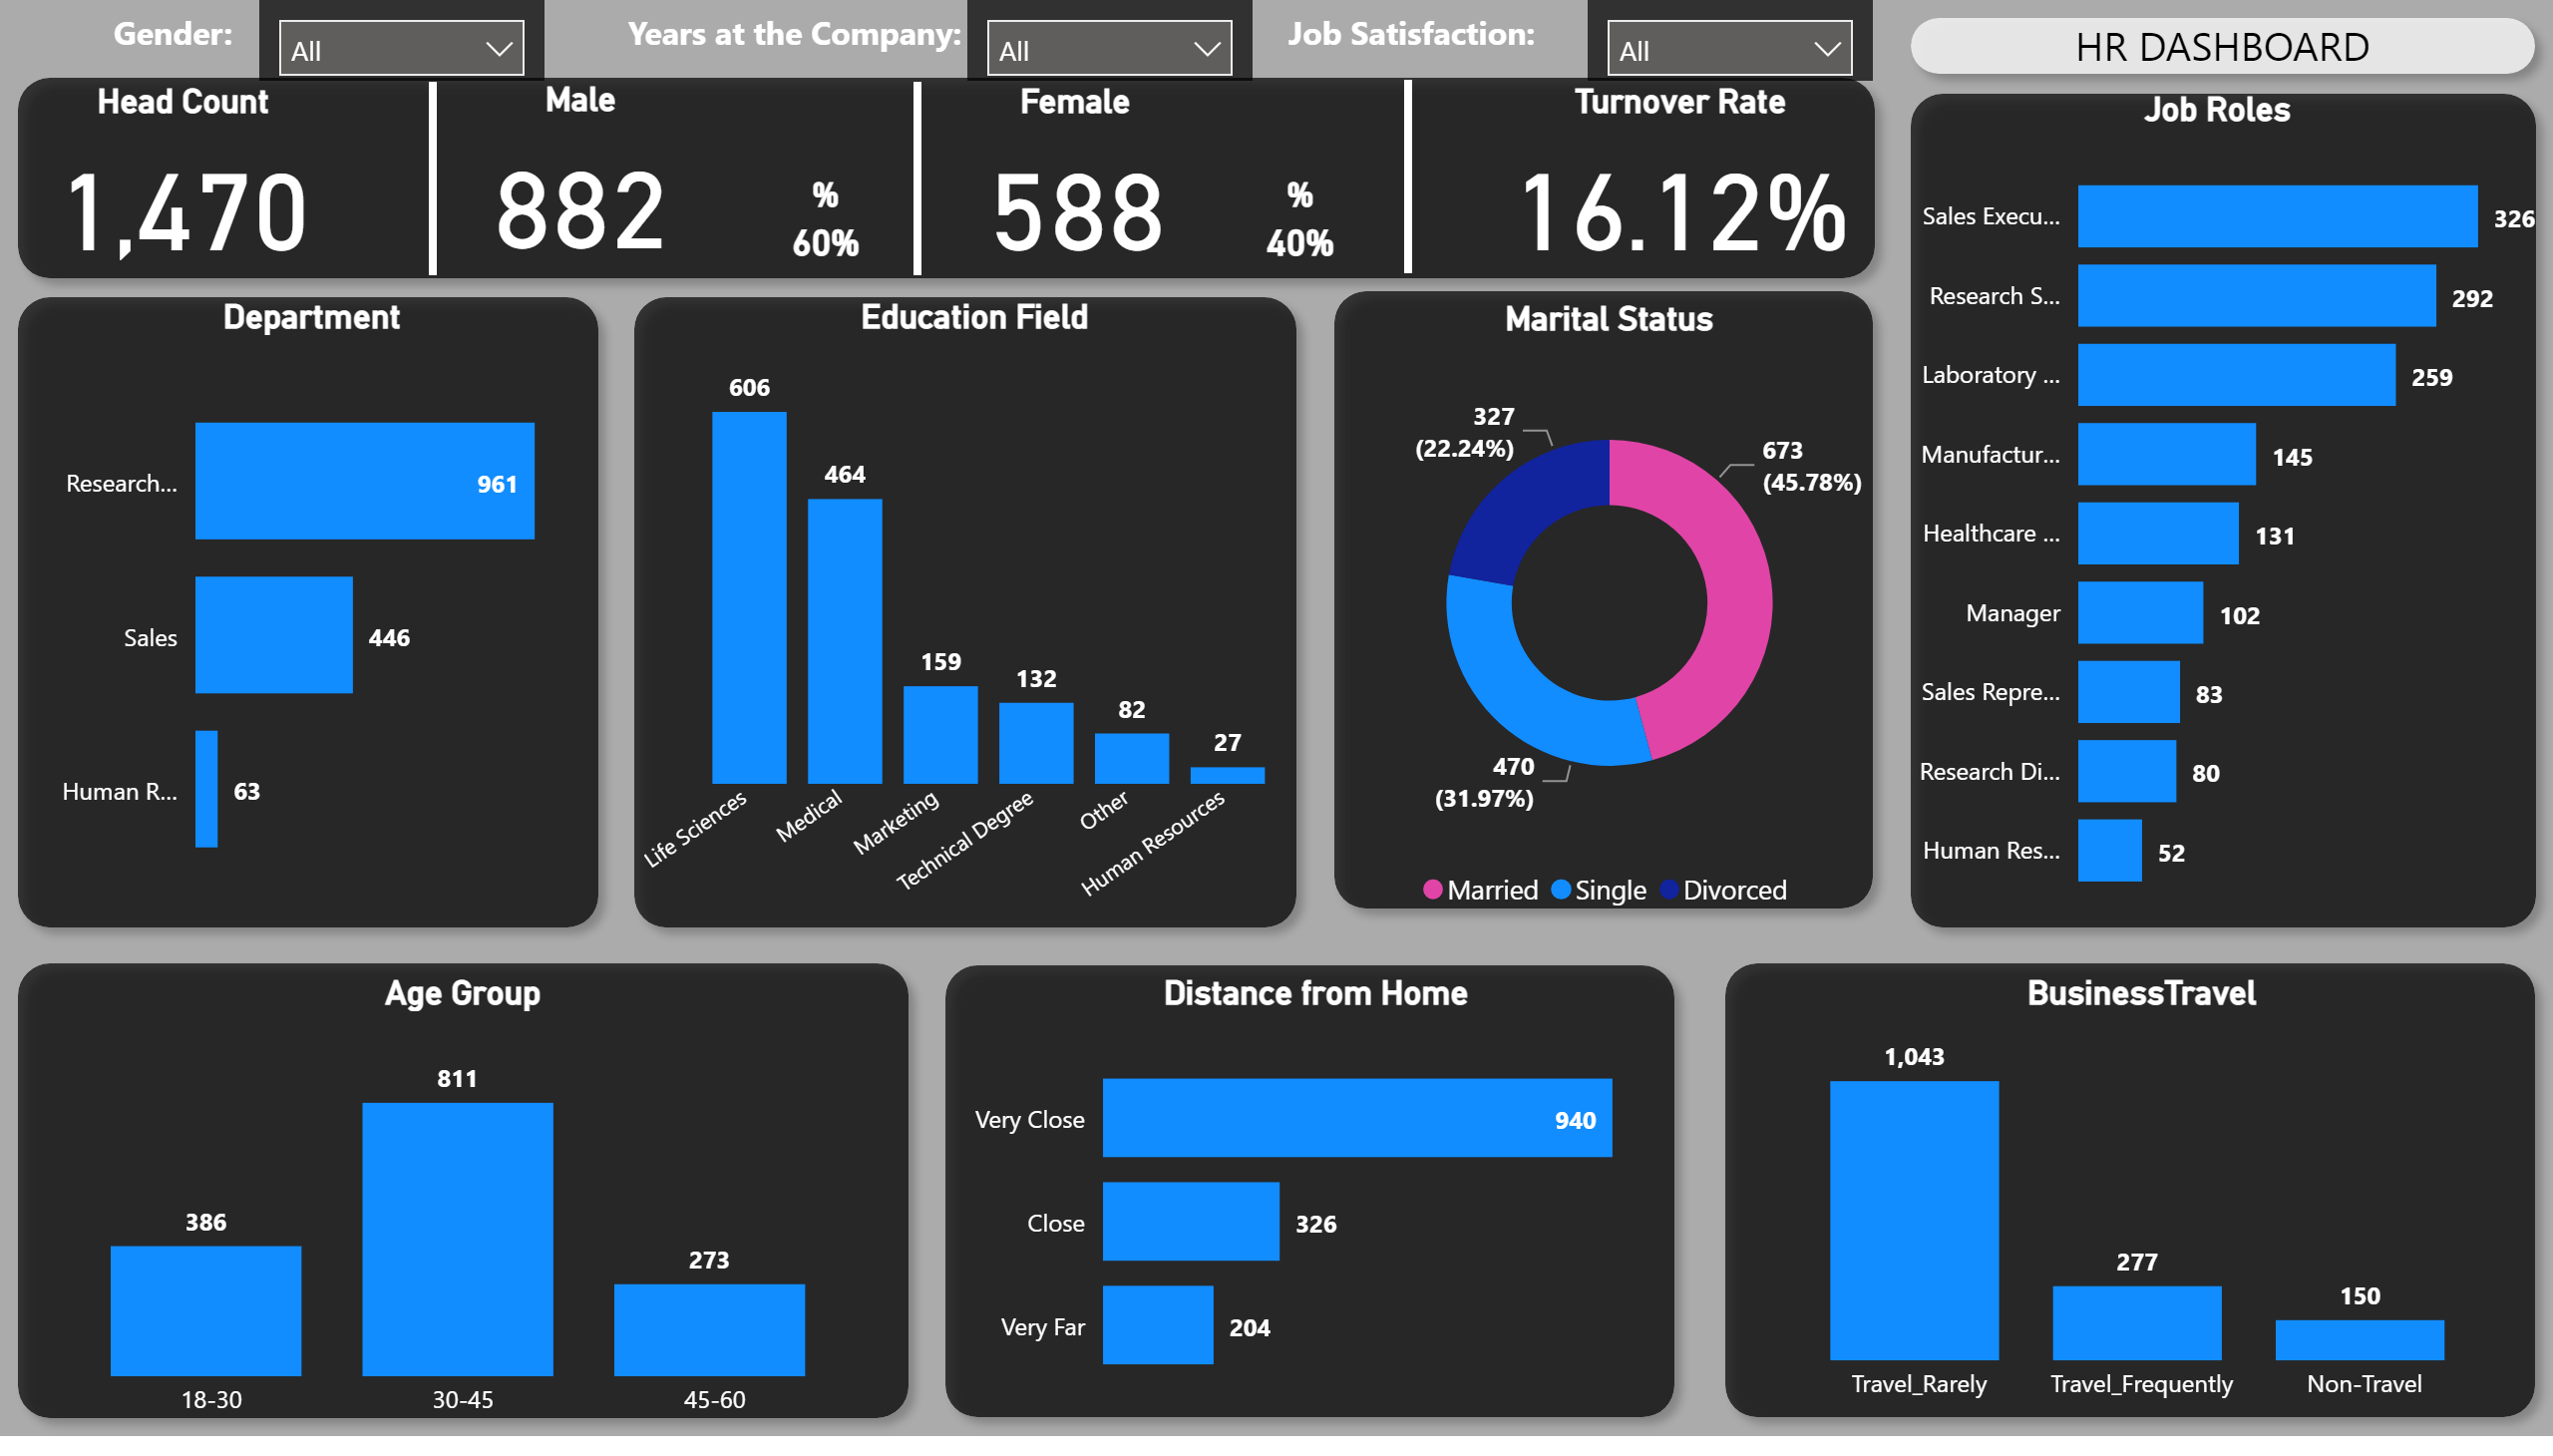 Gender:
All
Years at the Company:
All
Job Satisfaction:
All
HR DASHBOARD
Head Count
1,470
Male
882
%
60%
Female
588
%
40%
Turnover Rate
16.12%
Job Roles
Sales Execu... 326
Research S... 292
Laboratory ... 259
Manufactur... 145
Healthcare ... 131
Manager 102
Sales Repre... 83
Research Di... 80
Human Res... 52
Department
Research... 961
Sales 446
Human R... 63
Education Field
606
464
159
132
82
27
Life Sciences
Medical
Marketing
Technical Degree
Other
Human Resources
Marital Status
327
(22.24%)
673
(45.78%)
470
(31.97%)
Married Single Divorced
Age Group
386
811
273
18-30 30-45 45-60
Distance from Home
Very Close 940
Close 326
Very Far 204
BusinessTravel
1,043
277
150
Travel_Rarely Travel_Frequently Non-Travel